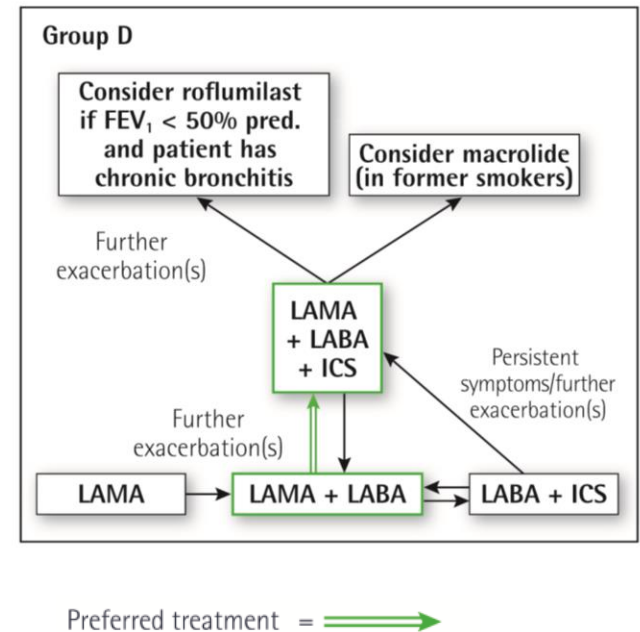 Group D
Consider roflumilast
if FEV₁ < 50% pred.
and patient has
chronic bronchitis
Consider macrolide
(in former smokers)
Further
exacerbation(s)
LAMA
+ LABA
+ ICS
Persistent
symptoms/further
exacerbation(s)
Further
exacerbation(s)
LAMA
LAMA + LABA
LABA + ICS
Preferred treatment =